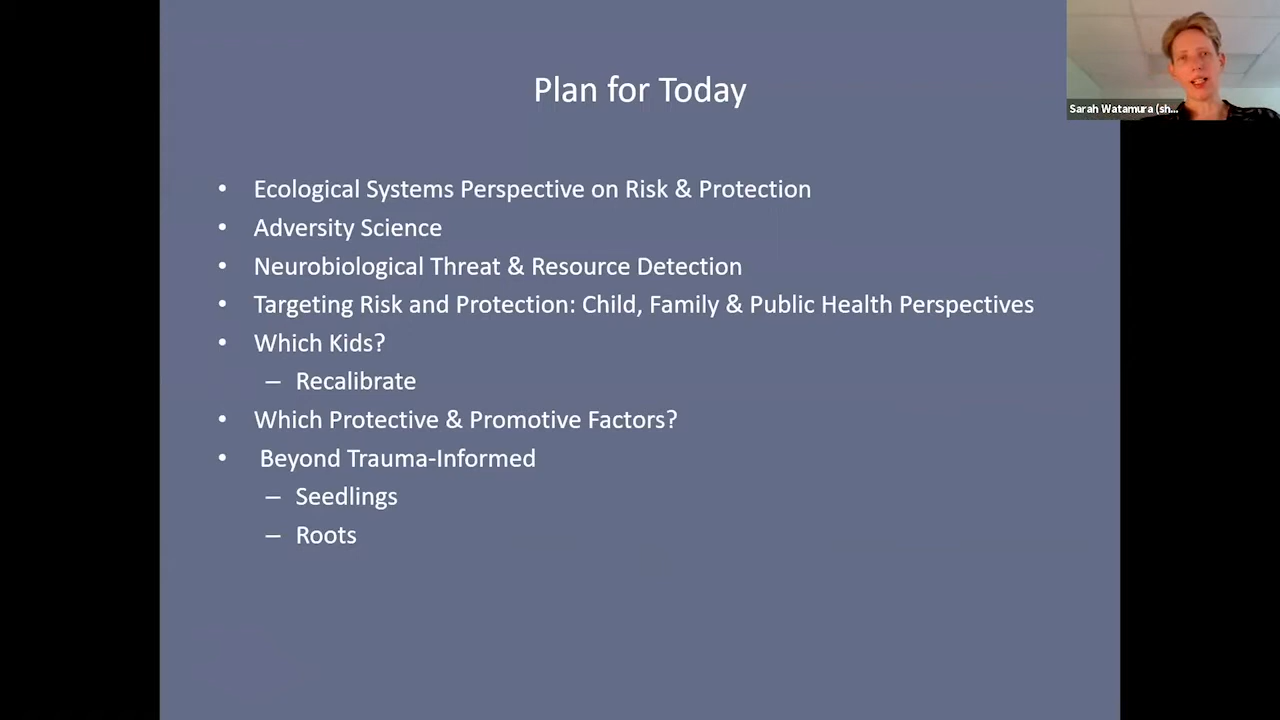 Plan for Today
Sarah Watamura (sh...
• Ecological Systems Perspective on Risk & Protection
• Adversity Science
• Neurobiological Threat & Resource Detection
• Targeting Risk and Protection: Child, Family & Public Health Perspectives
• Which Kids?
– Recalibrate
• Which Protective & Promotive Factors?
• Beyond Trauma-Informed
– Seedlings
– Roots